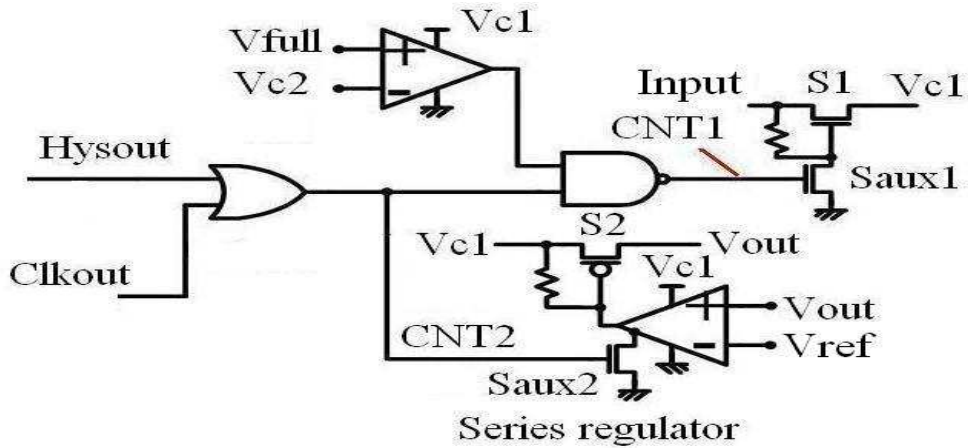 Vfull
Vc1
Vc2
Input
S1
Vc1
CNT1
Hysout
Saux1
S2
Vc1
Vout
Clkout
Vc1
Vout
CNT2
Vref
Saux2
Series regulator